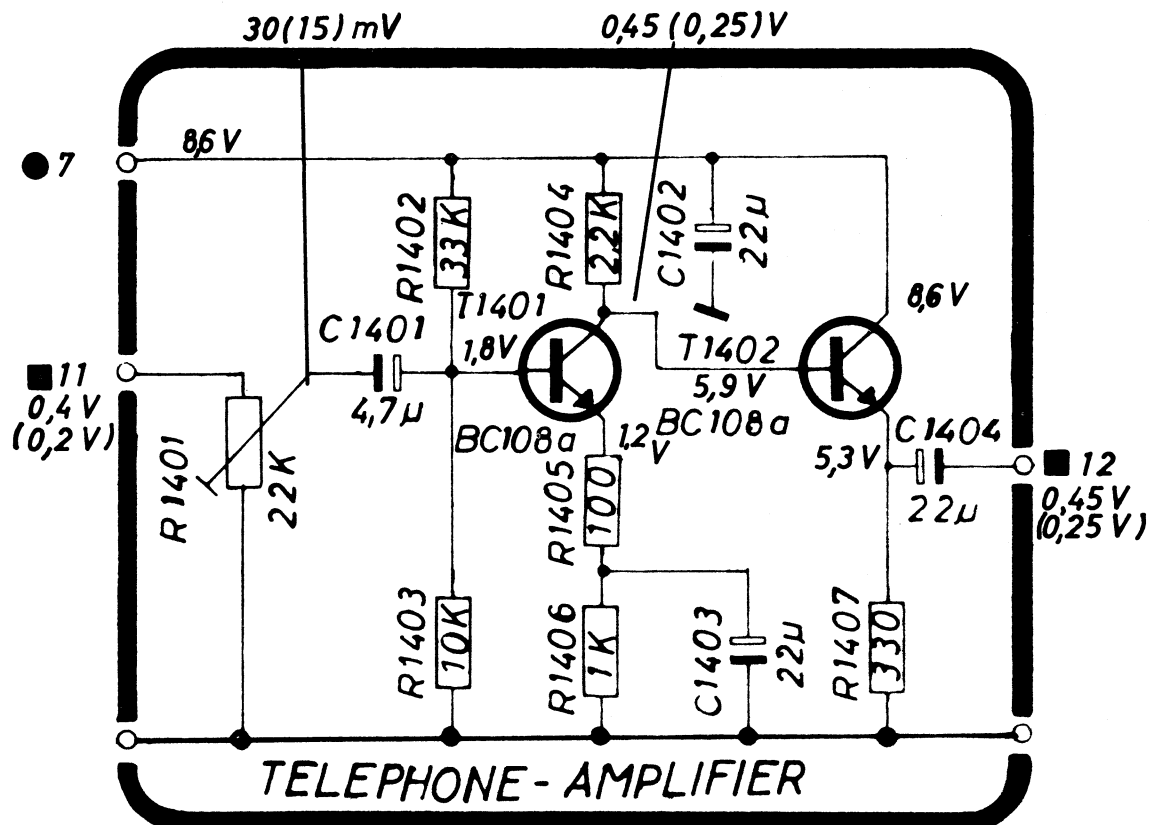 30(15) mV
0,45 (0,25) V
8,6 V
7
R1402
33K
R1404
2.2K
C1402
22µ
T1401
C1401
1,8V
4,7µ
8,6 V
T1402
5,9 V
11
0,4 V
(0,2 V)
R1401
22K
BC108a
1.2 V
BC108a
5,3 V
C1404
22µ
12
0,45 V
(0,25 V)
R1405
100
R1403
10K
R1406
1K
C1403
22µ
R1407
330
TELEPHONE-AMPLIFIER